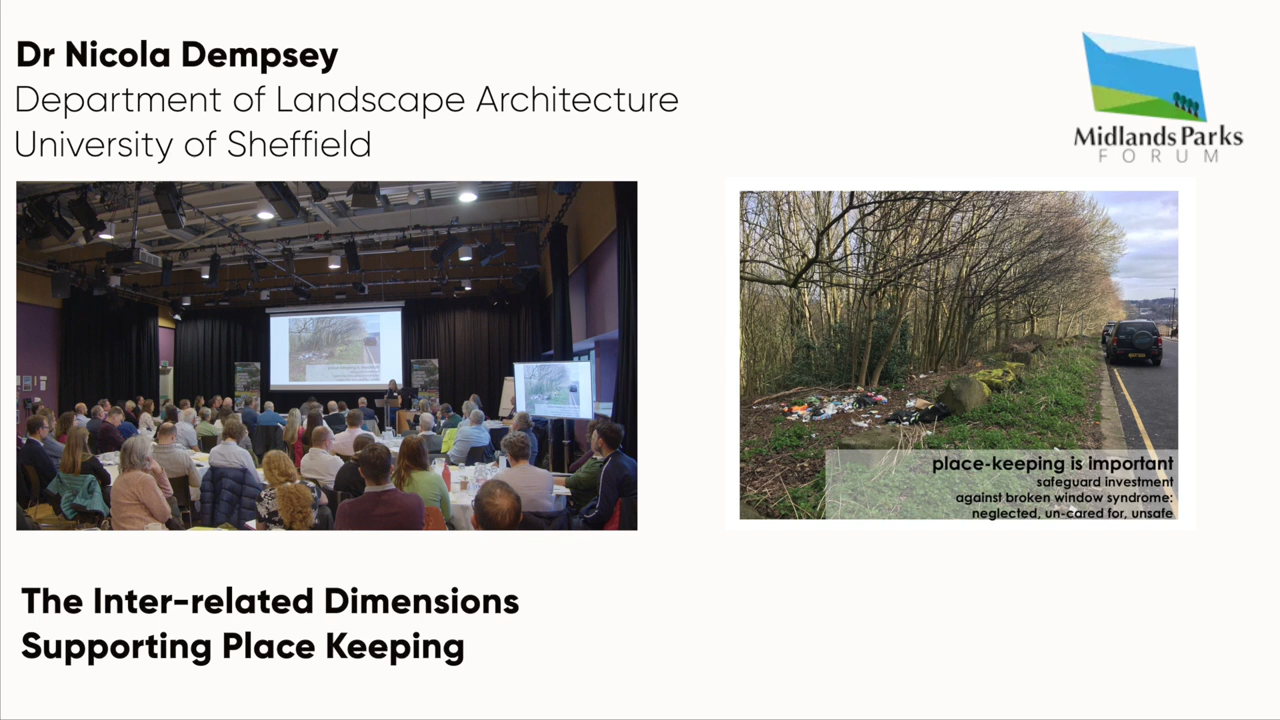 Dr Nicola Dempsey
Department of Landscape Architecture
University of Sheffield
Midlands Parks
FORUM
place-keeping is important
safeguard investment
against broken window syndrome:
neglected, un-cared for, unsafe
The Inter-related Dimensions
Supporting Place Keeping